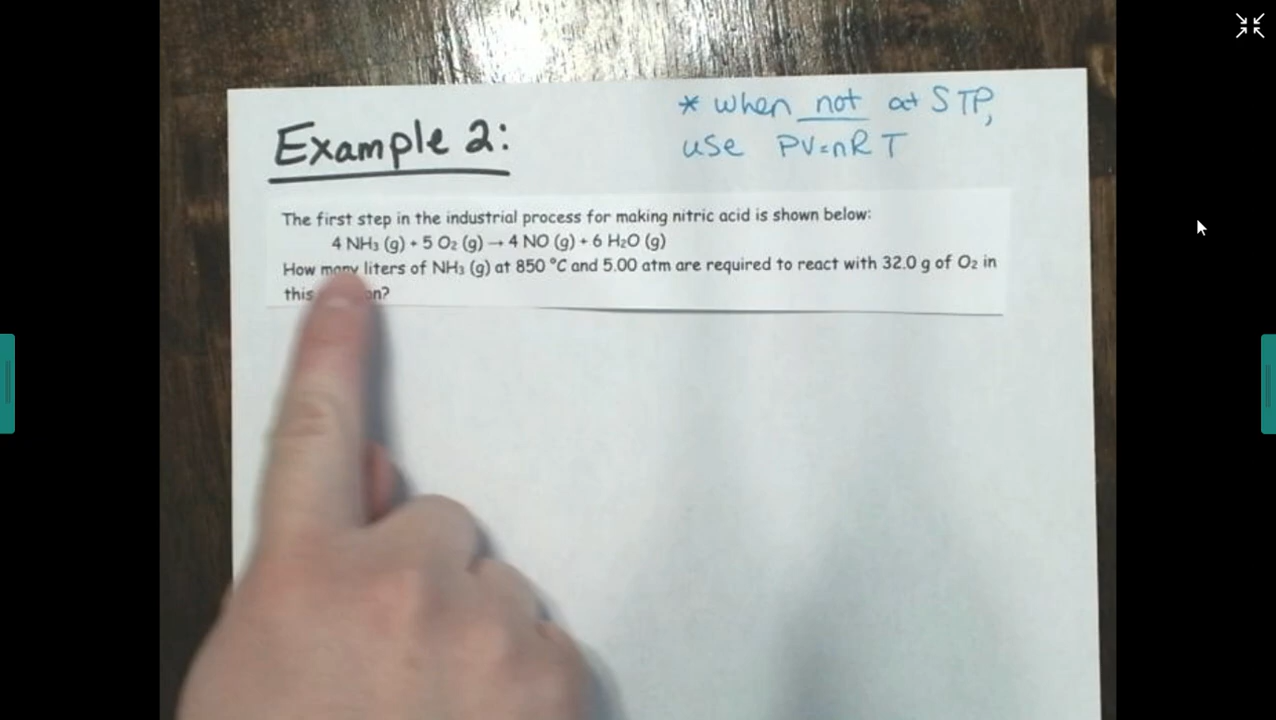 Example 2:
* when not at STP,
use PV=nRT
The first step in the industrial process for making nitric acid is shown below:
4 NH₃ (g) + 5 O₂ (g) → 4 NO (g) + 6 H₂O (g)
How many liters of NH₃ (g) at 850 °C and 5.00 atm are required to react with 32.0 g of O₂ in
this on?